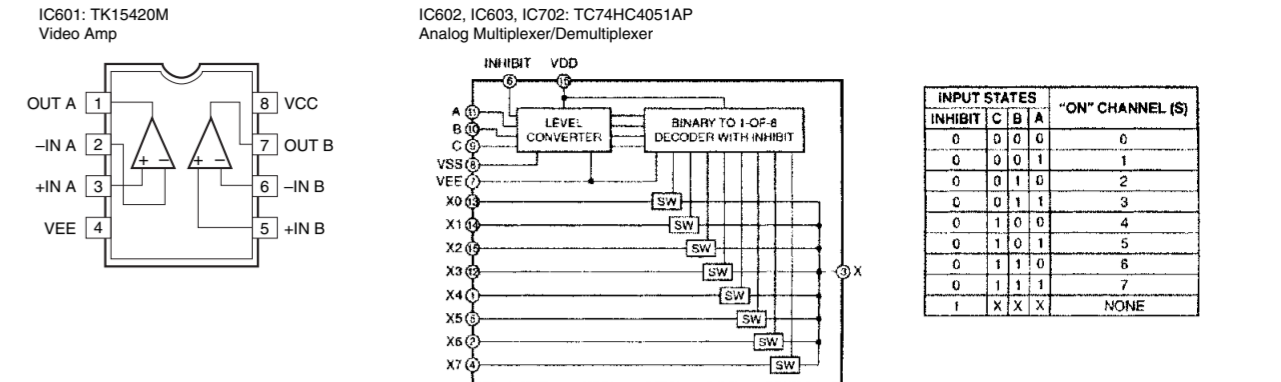 IC601: TK15420M
Video Amp
OUT A 1
–IN A 2
+IN A 3
VEE 4
8 VCC
7 OUT B
6 –IN B
5 +IN B
+ – + –
IC602, IC603, IC702: TC74HC4051AP
Analog Multiplexer/Demultiplexer
INHIBIT VDD
6 16
A 11
B 10
C 9
VSS 8
VEE 7
LEVEL
CONVERTER
BINARY TO 1-OF-8
DECODER WITH INHIBIT
X0 13 SW
X1 14 SW
X2 15 SW
X3 12 SW
3 X
X4 1 SW
X5 5 SW
X6 2 SW
X7 4 SW
INPUT STATES "ON" CHANNEL (S)
INHIBIT C B A
0 0 0 0 0
0 0 0 1 1
0 0 1 0 2
0 0 1 1 3
0 1 0 0 4
0 1 0 1 5
0 1 1 0 6
0 1 1 1 7
1 X X X NONE